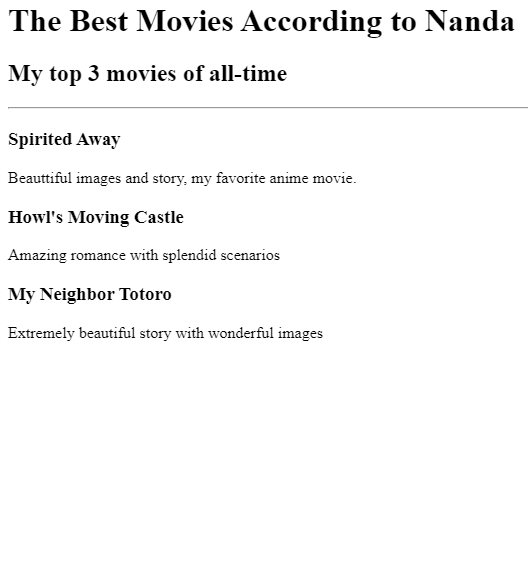 The Best Movies According to Nanda
My top 3 movies of all-time
Spirited Away
Beauttiful images and story, my favorite anime movie.
Howl's Moving Castle
Amazing romance with splendid scenarios
My Neighbor Totoro
Extremely beautiful story with wonderful images